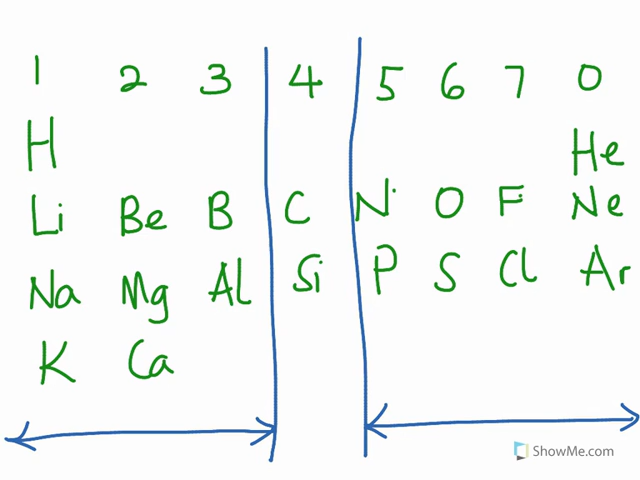 1 2 3 4 5 6 7 0
H He
Li Be B C N O F Ne
Na Mg Al Si P S Cl Ar
K Ca
ShowMe.com